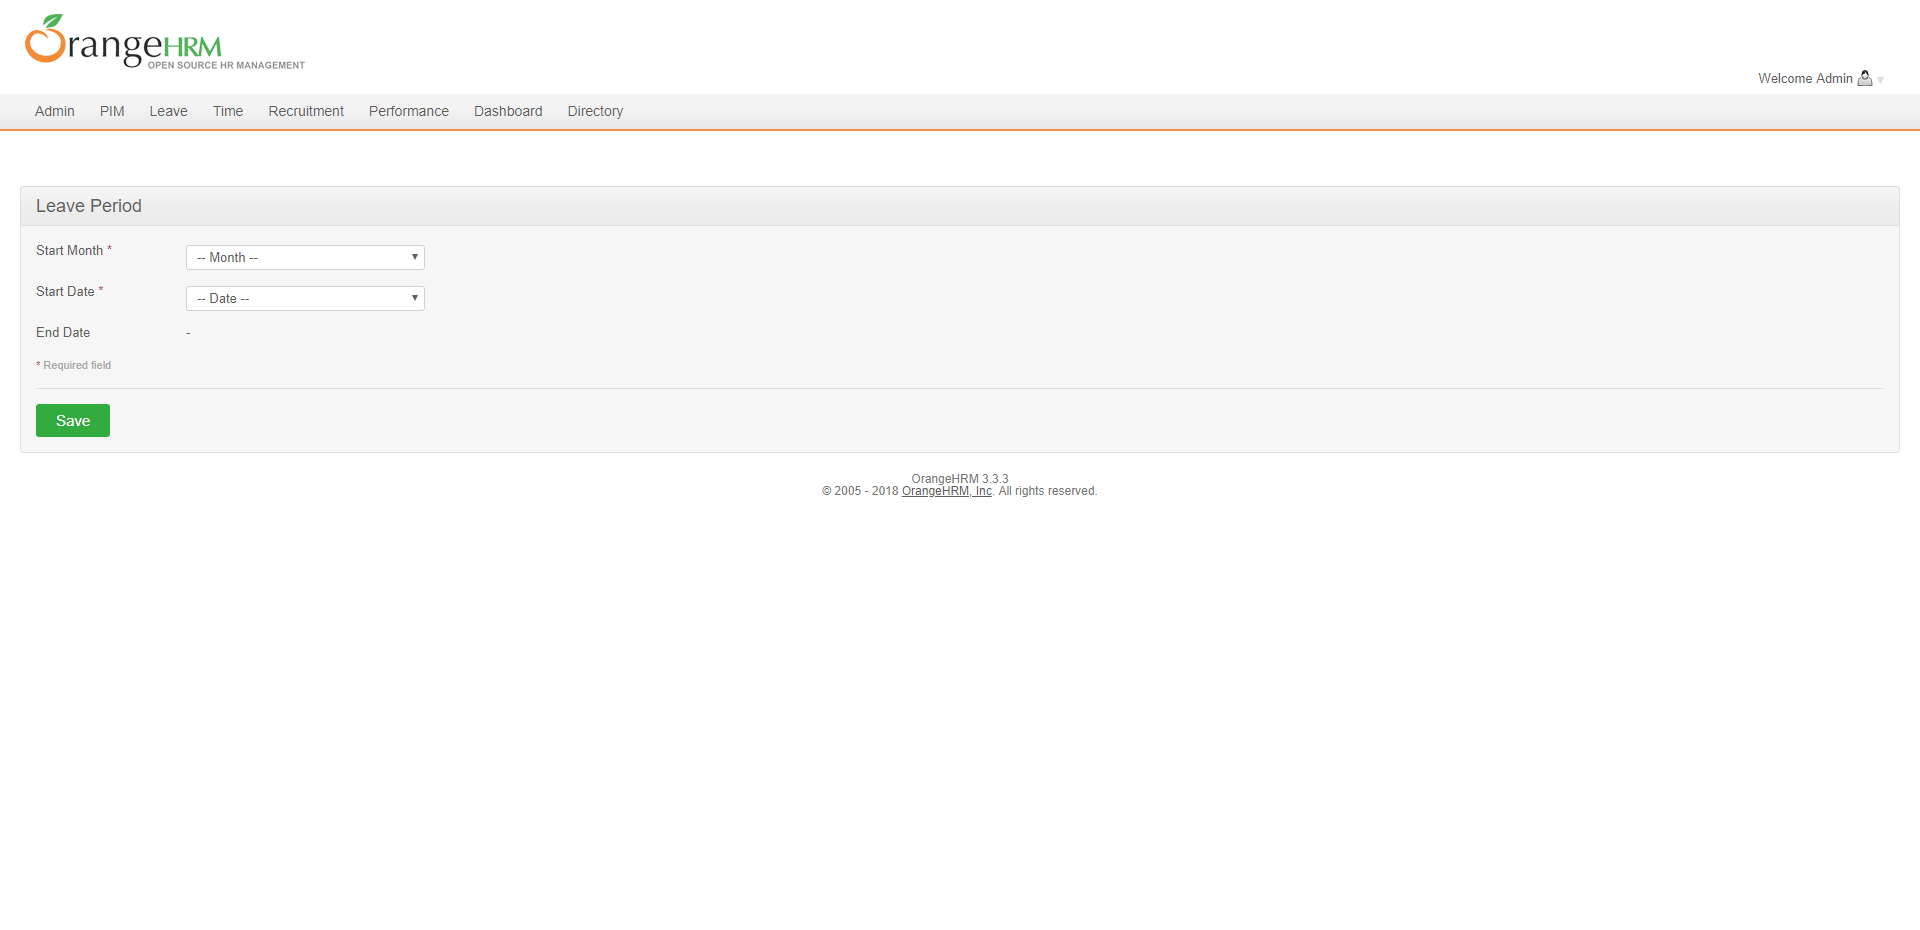 OrangeHRM
OPEN SOURCE HR MANAGEMENT
Welcome Admin
Admin PIM Leave Time Recruitment Performance Dashboard Directory
Leave Period
Start Month *
-- Month --
Start Date *
-- Date --
End Date -
* Required field
Save
OrangeHRM 3.3.3
© 2005 - 2018 OrangeHRM, Inc. All rights reserved.